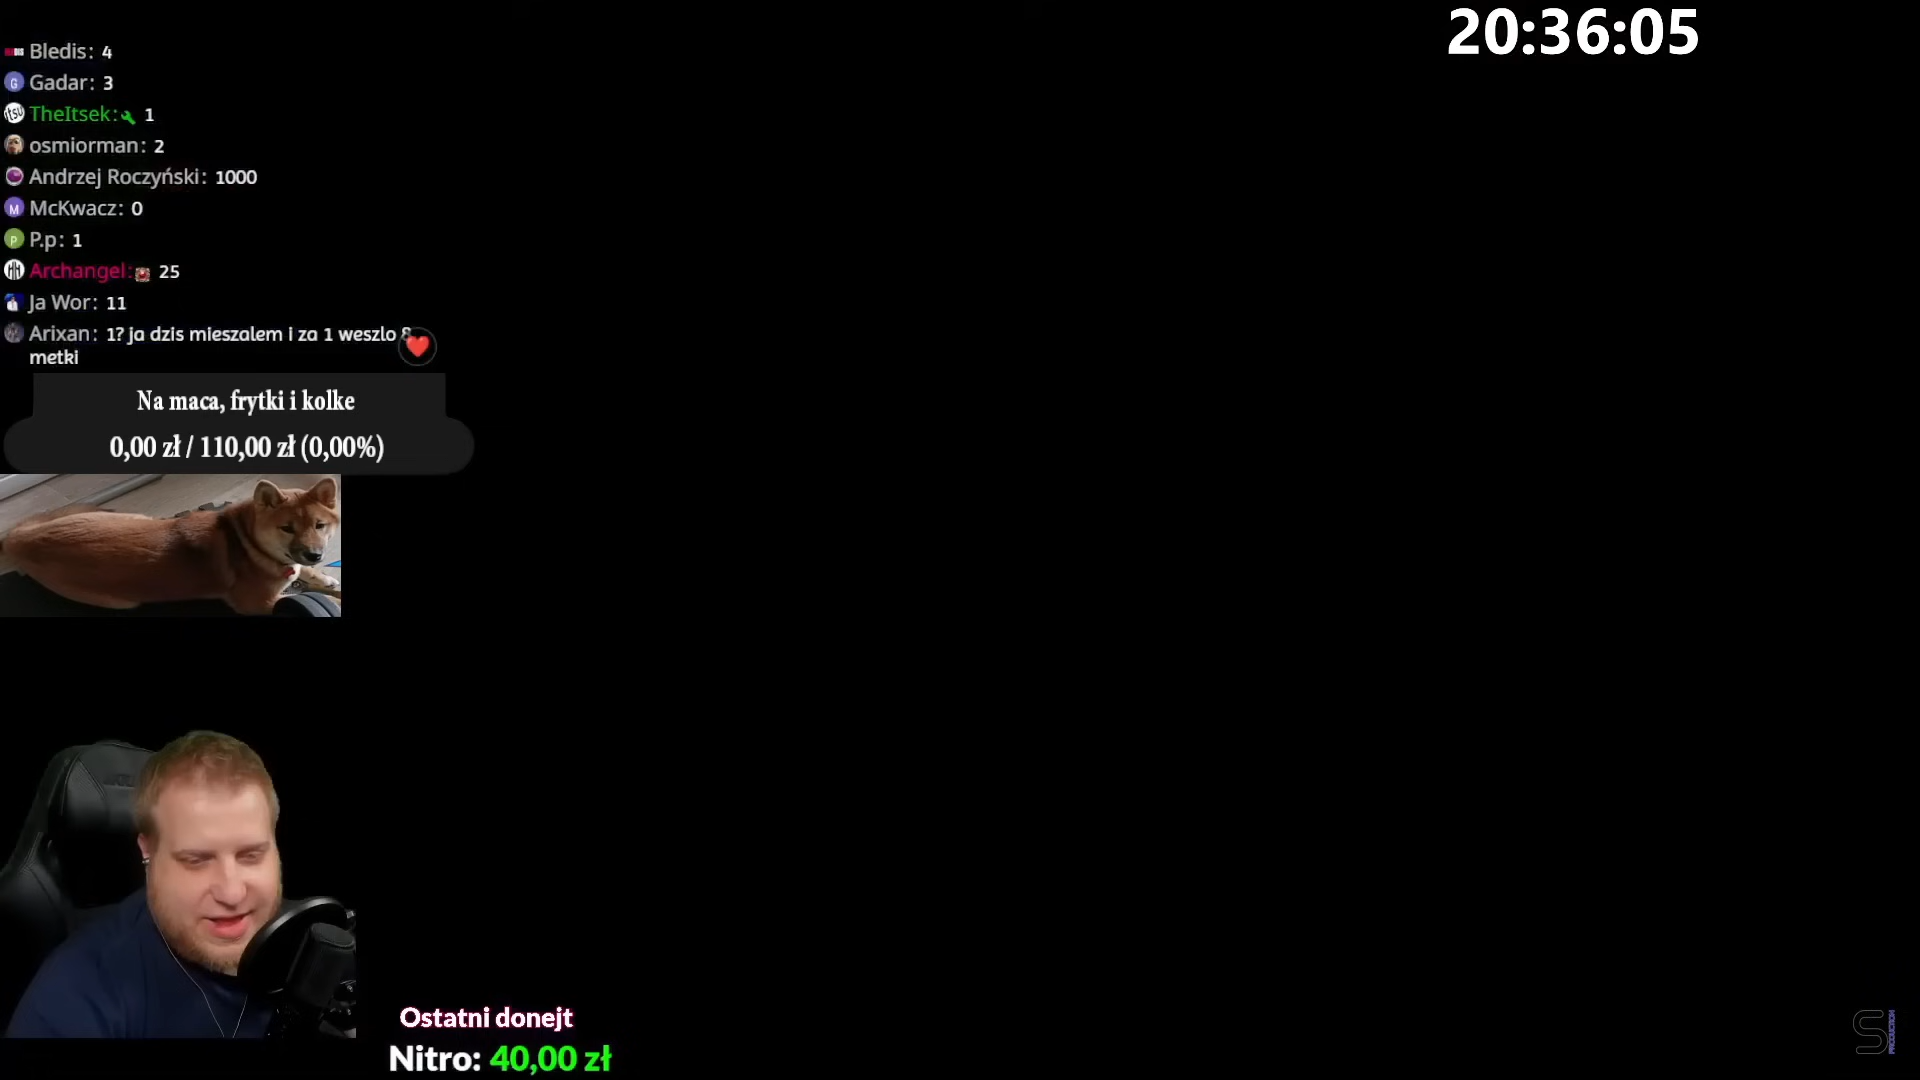 20:36:05
Bledis: 4
Gadar: 3
TheItsek: 1
osmiorman: 2
Andrzej Roczyński: 1000
McKwacz: 0
P.p: 1
Archangel: 25
Ja Wor: 11
Arixan: 1? ja dzis mieszalem i za 1 weszlo 8
metki
Na maca, frytki i kolke
0,00 zł / 110,00 zł (0,00%)
Ostatni donejt
Nitro: 40,00 zł
PRODUCTION